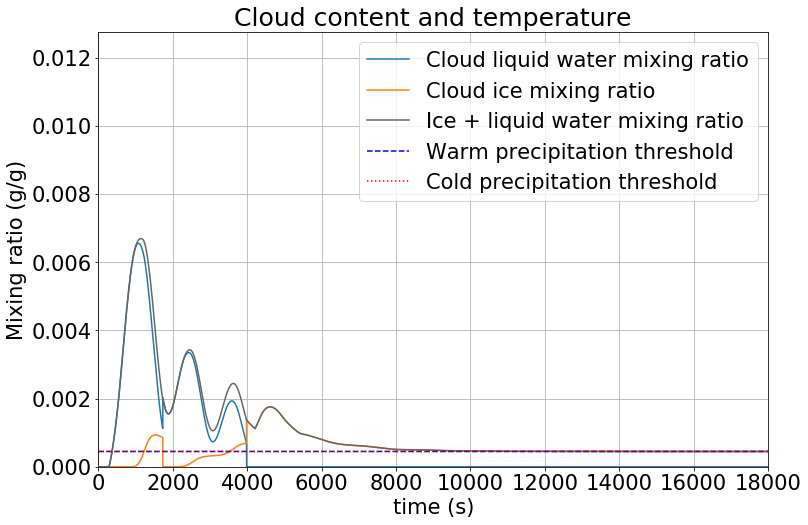 Cloud content and temperature
Mixing ratio (g/g)
0.012
0.010
0.008
0.006
0.004
0.002
0.000
Cloud liquid water mixing ratio
Cloud ice mixing ratio
Ice + liquid water mixing ratio
Warm precipitation threshold
Cold precipitation threshold
0 2000 4000 6000 8000 10000 12000 14000 16000 18000
time (s)